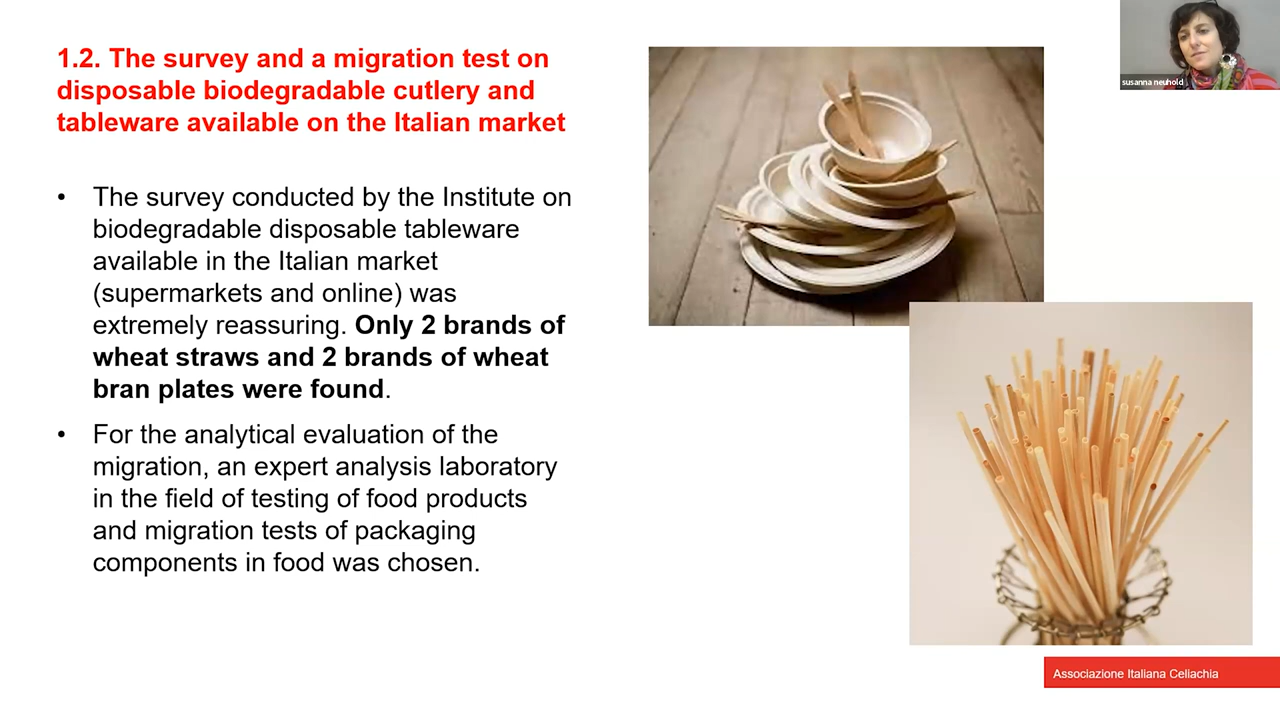 1.2. The survey and a migration test on
disposable biodegradable cutlery and
tableware available on the Italian market
• The survey conducted by the Institute on
biodegradable disposable tableware
available in the Italian market
(supermarkets and online) was
extremely reassuring. Only 2 brands of
wheat straws and 2 brands of wheat
bran plates were found.
• For the analytical evaluation of the
migration, an expert analysis laboratory
in the field of testing of food products
and migration tests of packaging
components in food was chosen.
susanna neuhold
Associazione Italiana Celiachia